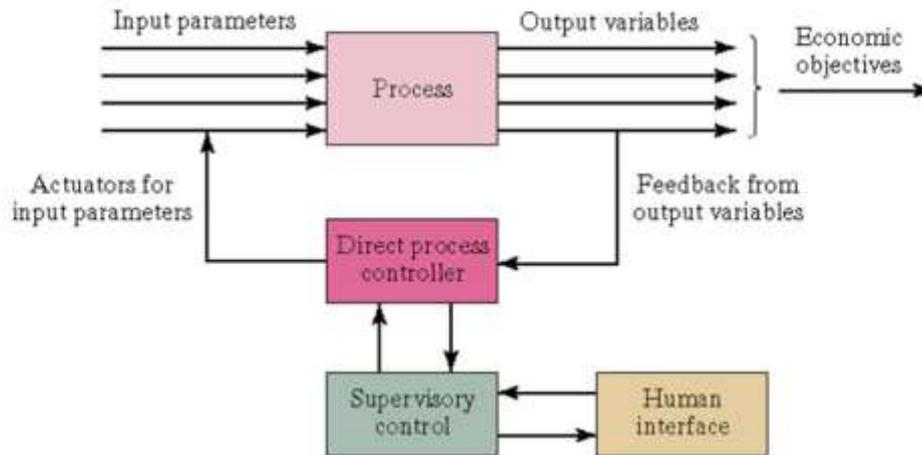 Input parameters
Output variables
Economic
objectives
Process
Actuators for
input parameters
Feedback from
output variables
Direct process
controller
Supervisory
control
Human
interface